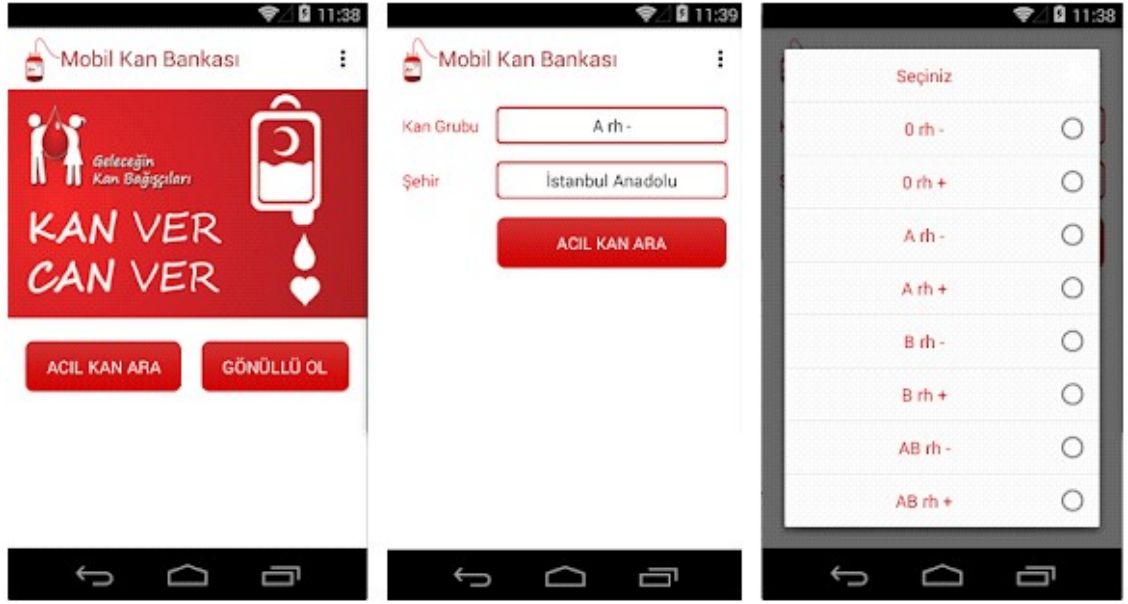 11:38
Mobil Kan Bankası
Geleceğin
Kan Bağışçıları
KAN VER
CAN VER
ACIL KAN ARA
GÖNÜLLÜ OL
11:39
Mobil Kan Bankası
Kan Grubu
A rh -
Şehir
İstanbul Anadolu
ACIL KAN ARA
11:38
Seçiniz
0 rh -
0 rh +
A rh -
A rh +
B rh -
B rh +
AB rh -
AB rh +